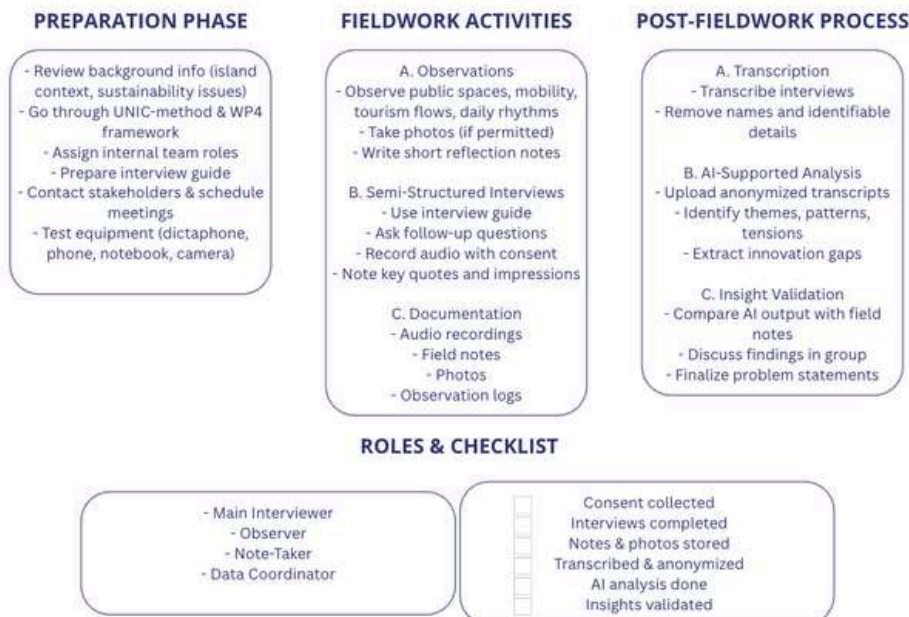 PREPARATION PHASE
- Review background info (island
context, sustainability issues)
- Go through UNIC-method & WP4
framework
- Assign internal team roles
- Prepare interview guide
- Contact stakeholders & schedule
meetings
- Test equipment (dictaphone,
phone, notebook, camera)
FIELDWORK ACTIVITIES
A. Observations
- Observe public spaces, mobility,
tourism flows, daily rhythms
- Take photos (if permitted)
- Write short reflection notes
B. Semi-Structured Interviews
- Use interview guide
- Ask follow-up questions
- Record audio with consent
- Note key quotes and impressions
C. Documentation
- Audio recordings
- Field notes
- Photos
- Observation logs
POST-FIELDWORK PROCESS
A. Transcription
- Transcribe interviews
- Remove names and identifiable
details
B. AI-Supported Analysis
- Upload anonymized transcripts
- Identify themes, patterns,
tensions
- Extract innovation gaps
C. Insight Validation
- Compare AI output with field
notes
- Discuss findings in group
- Finalize problem statements
ROLES & CHECKLIST
- Main Interviewer
- Observer
- Note-Taker
- Data Coordinator
Consent collected
Interviews completed
Notes & photos stored
Transcribed & anonymized
AI analysis done
Insights validated